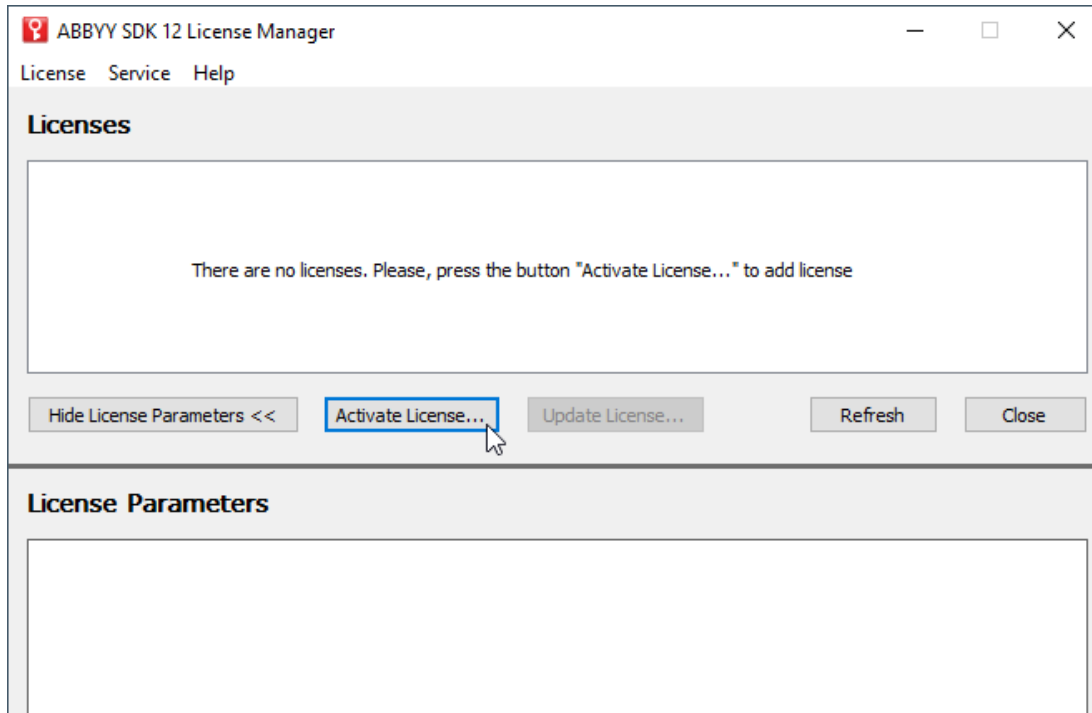 ABBYY SDK 12 License Manager
License Service Help
Licenses
There are no licenses. Please, press the button "Activate License..." to add license
Hide License Parameters << Activate License... Update License... Refresh Close
License Parameters